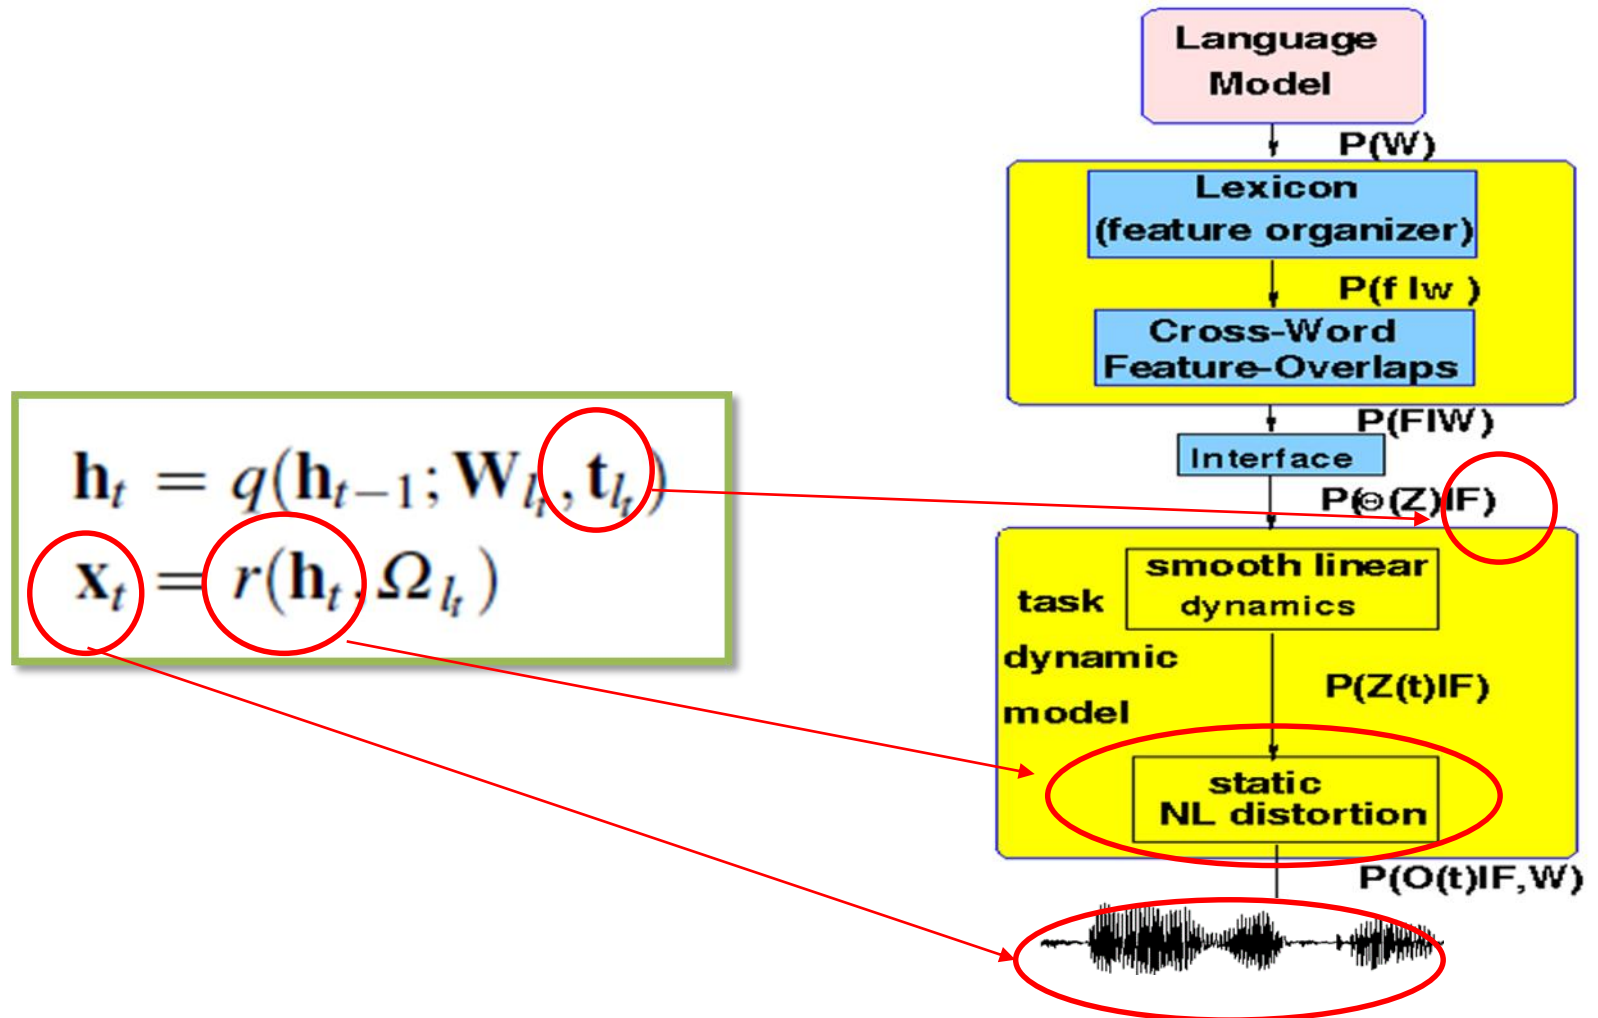 Language
Model
P(W)
Lexicon
(feature organizer)
P(f Iw )
Cross-Word
Feature-Overlaps
P(FIW)
Interface
P(Θ(Z)IF)
smooth linear
dynamics
task
dynamic
model
P(Z(t)IF)
static
NL distortion
P(O(t)IF,W)
h_t = q(h_{t−1}; W_{l_t}, t_{l_t})
x_t = r(h_t, Ω_{l_t})